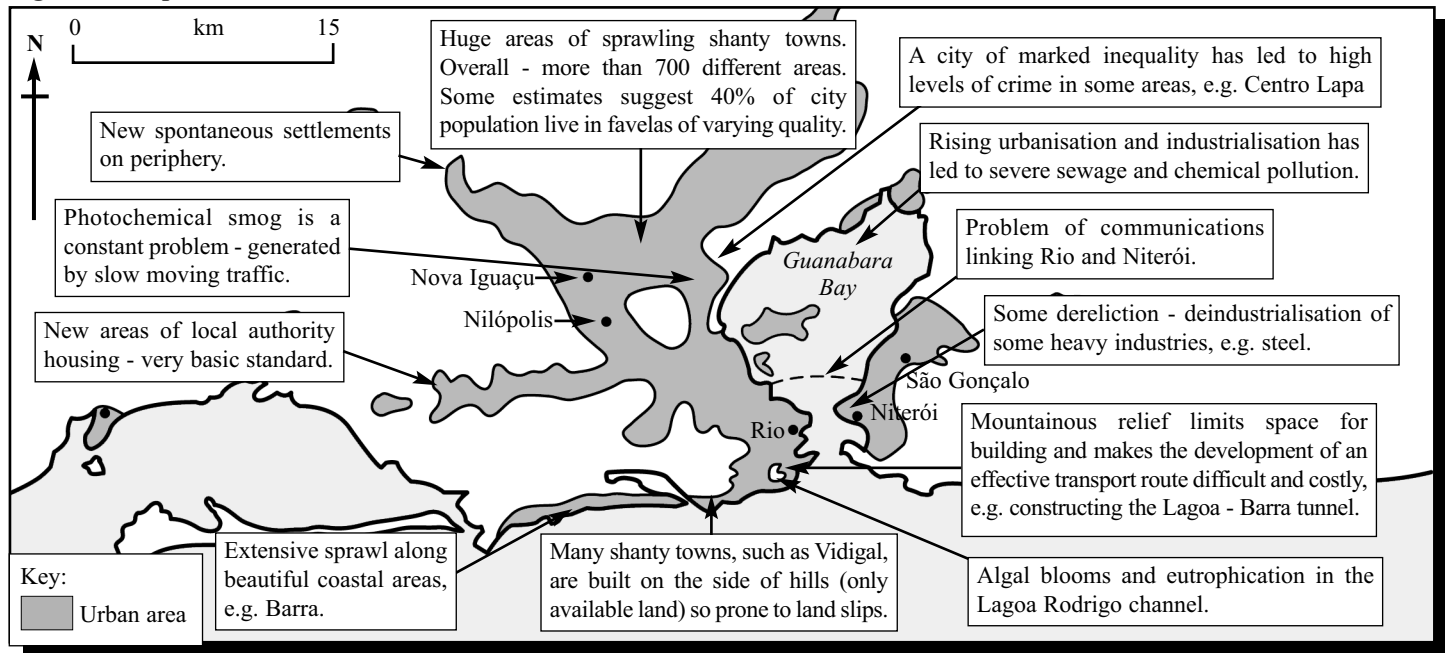 0 km 15
N
Huge areas of sprawling shanty towns.
Overall - more than 700 different areas.
Some estimates suggest 40% of city
population live in favelas of varying quality.
A city of marked inequality has led to high
levels of crime in some areas, e.g. Centro Lapa
New spontaneous settlements
on periphery.
Rising urbanisation and industrialisation has
led to severe sewage and chemical pollution.
Photochemical smog is a
constant problem - generated
by slow moving traffic.
Problem of communications
linking Rio and Niterói.
Guanabara
Bay
Nova Iguaçu
Nilópolis
New areas of local authority
housing - very basic standard.
Some dereliction - deindustrialisation of
some heavy industries, e.g. steel.
São Gonçalo
Niterói
Rio
Mountainous relief limits space for
building and makes the development of an
effective transport route difficult and costly,
e.g. constructing the Lagoa - Barra tunnel.
Extensive sprawl along
beautiful coastal areas,
e.g. Barra.
Many shanty towns, such as Vidigal,
are built on the side of hills (only
available land) so prone to land slips.
Algal blooms and eutrophication in the
Lagoa Rodrigo channel.
Key:
Urban area